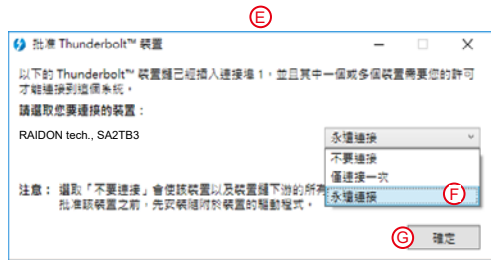 E
批准 Thunderbolt™ 裝置
以下的 Thunderbolt™ 裝置鏈已經插入連接埠 1，並且其中一個或多個裝置需要您的許可
才能連接到這個系統。
請選取您要連接的裝置：
RAIDON tech., SA2TB3
永遠連接
不要連接
僅連接一次
永遠連接
F
注意： 選取「不要連接」會使該裝置以及裝置鏈下游的所有
批准該裝置之前，先安裝隨附於裝置的驅動程式。
G
確定